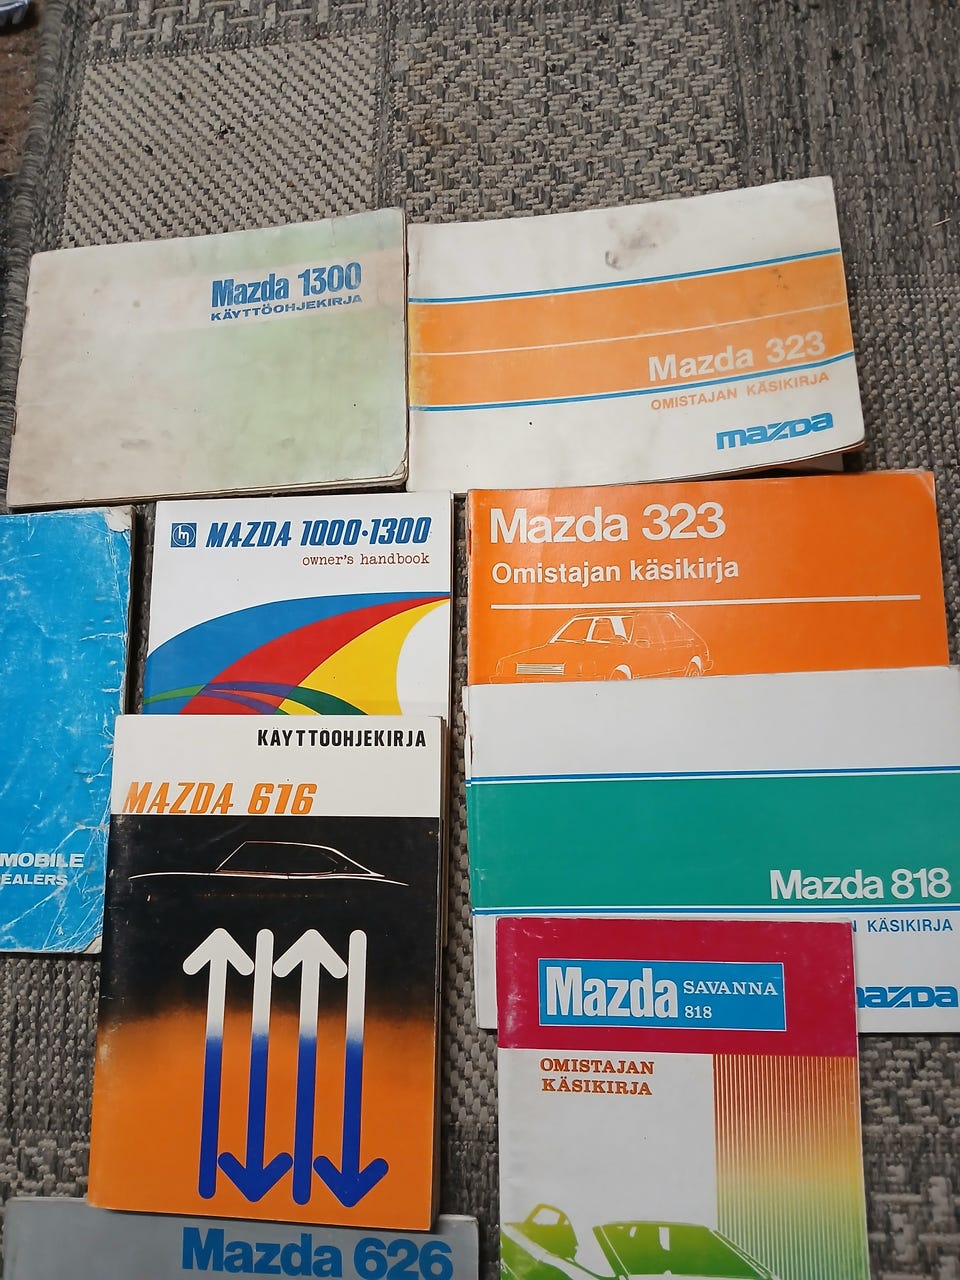 Mazda 1300
KÄYTTÖOHJEKIRJA
Mazda 323
OMISTAJAN KÄSIKIRJA
mazda
MAZDA 1000·1300
owner's handbook
Mazda 323
Omistajan käsikirja
MOBILE
EALERS
KÄYTTÖOHJEKIRJA
MAZDA 616
Mazda 818
N KÄSIKIRJA
mazda
Mazda SAVANNA
818
OMISTAJAN
KÄSIKIRJA
Mazda 626